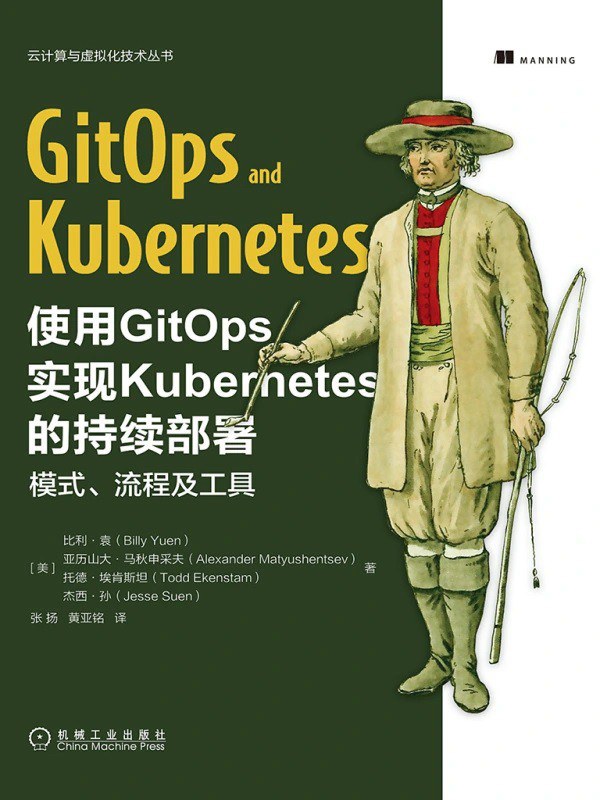 云计算与虚拟化技术丛书
MANNING
GitOps and
Kubernetes
使用GitOps
实现Kubernetes
的持续部署
模式、流程及工具
比利·袁（Billy Yuen）
[美] 亚历山大·马秋申采夫（Alexander Matyushentsev） 著
托德·埃肯斯坦（Todd Ekenstam）
杰西·孙（Jesse Suen）
张扬 黄亚铭 译
机械工业出版社
China Machine Press